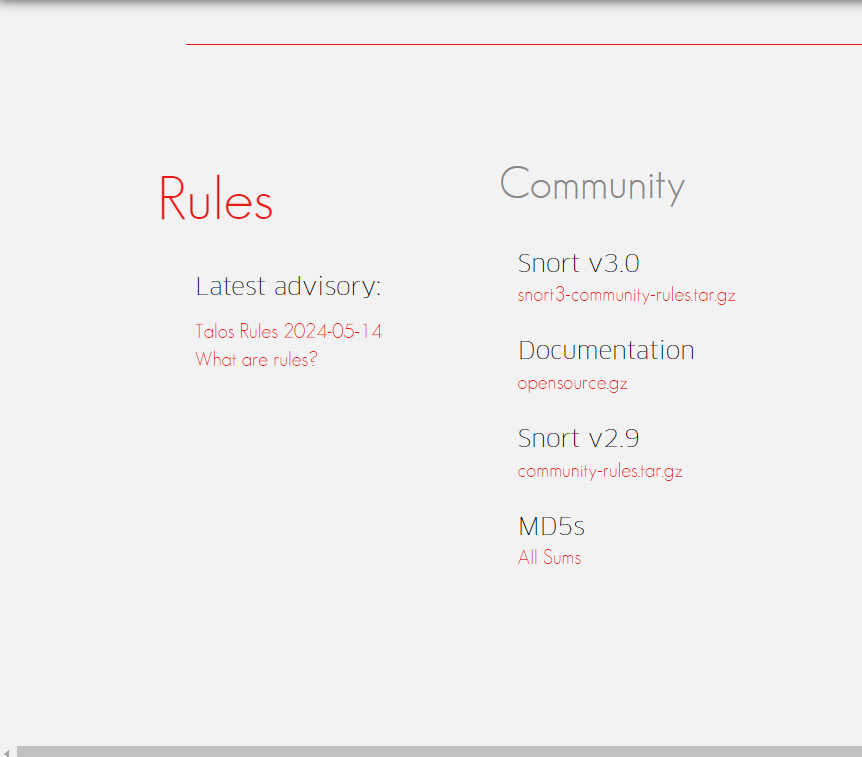 Rules
Latest advisory:
Talos Rules 2024-05-14
What are rules?
Community
Snort v3.0
snort3-community-rules.tar.gz
Documentation
opensource.gz
Snort v2.9
community-rules.tar.gz
MD5s
All Sums